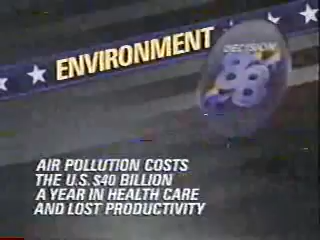 ENVIRONMENT
DECISION
88
AIR POLLUTION COSTS
THE U.S. $40 BILLION
A YEAR IN HEALTH CARE
AND LOST PRODUCTIVITY